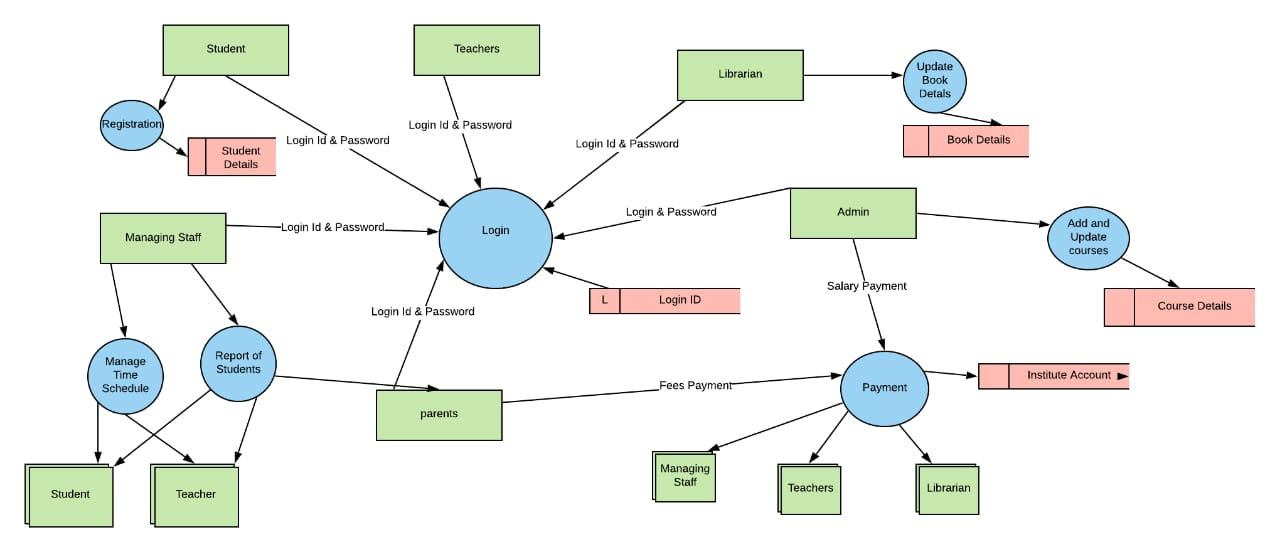 Student
Teachers
Librarian
Update
Book
Detals
Registration
Login Id & Password
Login Id & Password
Login Id & Password
Book Details
Student
Details
Managing Staff
Login Id & Password
Login
Login & Password
Admin
Add and
Update
courses
L
Login ID
Salary Payment
Course Details
Login Id & Password
Manage
Time
Schedule
Report of
Students
parents
Fees Payment
Payment
Institute Account
Student
Teacher
Managing
Staff
Teachers
Librarian